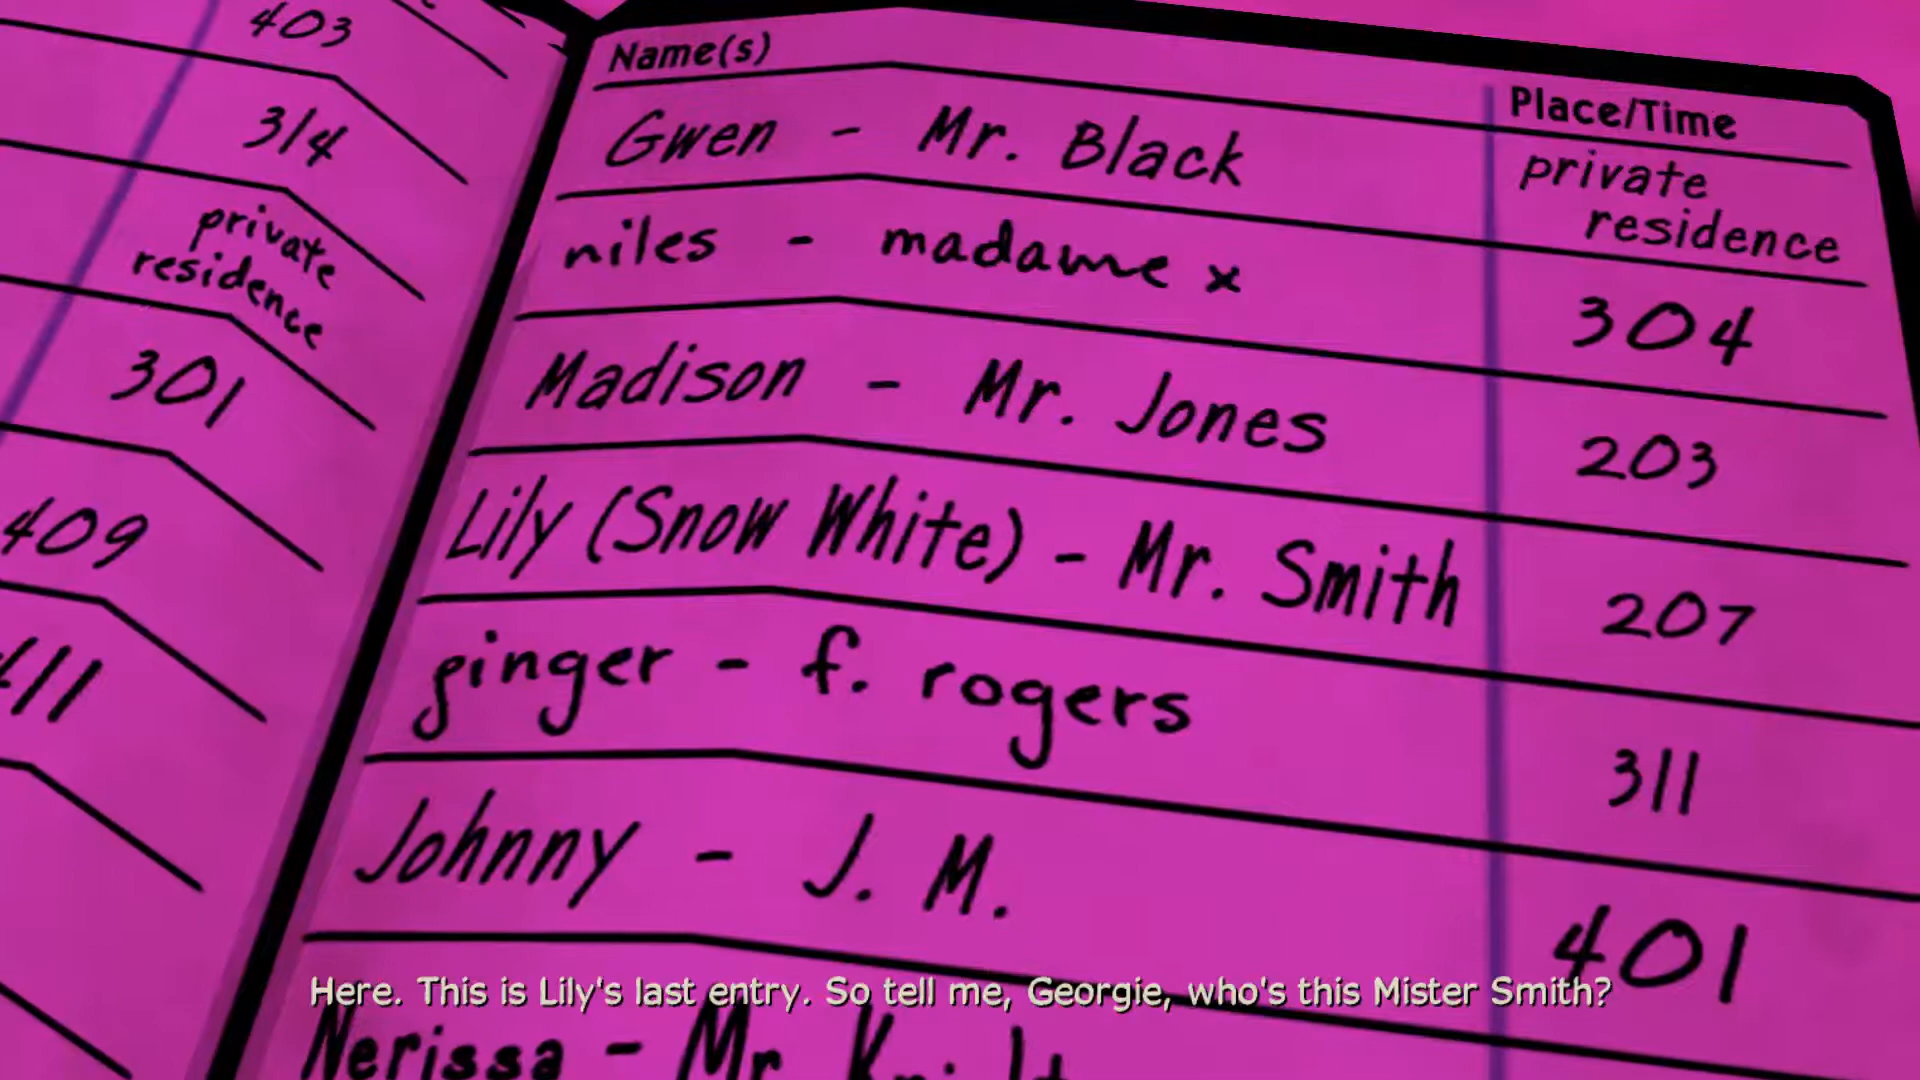 403
314
private
residence
301
409
411
Name(s)
Place/Time
Gwen - Mr. Black
private
residence
niles - madame x
304
Madison - Mr. Jones
203
Lily (Snow White) - Mr. Smith
207
ginger - f. rogers
311
Johnny - J. M.
401
Here. This is Lily's last entry. So tell me, Georgie, who's this Mister Smith?
Nerissa - Mr.